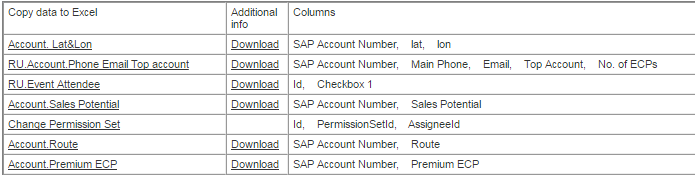 Copy data to Excel Additional info Columns
Account. Lat&Lon Download SAP Account Number, lat, lon
RU.Account.Phone Email Top account Download SAP Account Number, Main Phone, Email, Top Account, No. of ECPs
RU.Event Attendee Download Id, Checkbox 1
Account.Sales Potential Download SAP Account Number, Sales Potential
Change Permission Set Id, PermissionSetId, AssigneeId
Account.Route Download SAP Account Number, Route
Account.Premium ECP Download SAP Account Number, Premium ECP